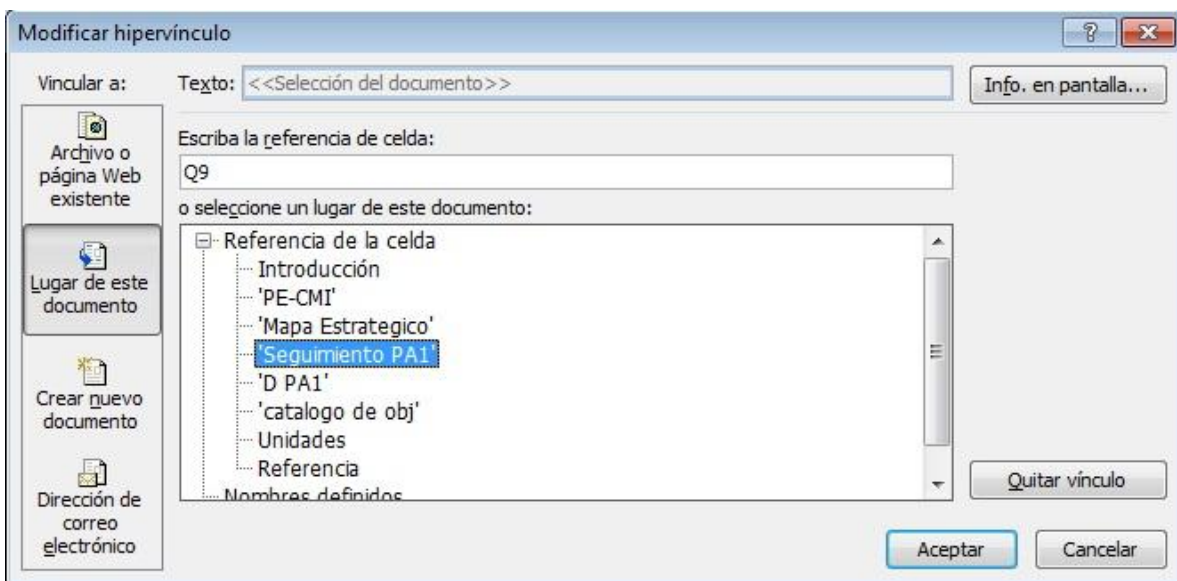 Modificar hipervínculo
Vincular a:
Texto: <<Selección del documento>>
Info. en pantalla...
Archivo o
página Web
existente
Lugar de este
documento
Crear nuevo
documento
Dirección de
correo
electrónico
Escriba la referencia de celda:
Q9
o seleccione un lugar de este documento:
Referencia de la celda
Introducción
'PE-CMI'
'Mapa Estrategico'
'Seguimiento PA1'
'D PA1'
'catalogo de obj'
Unidades
Referencia
Nombres definidos
Quitar vínculo
Aceptar
Cancelar